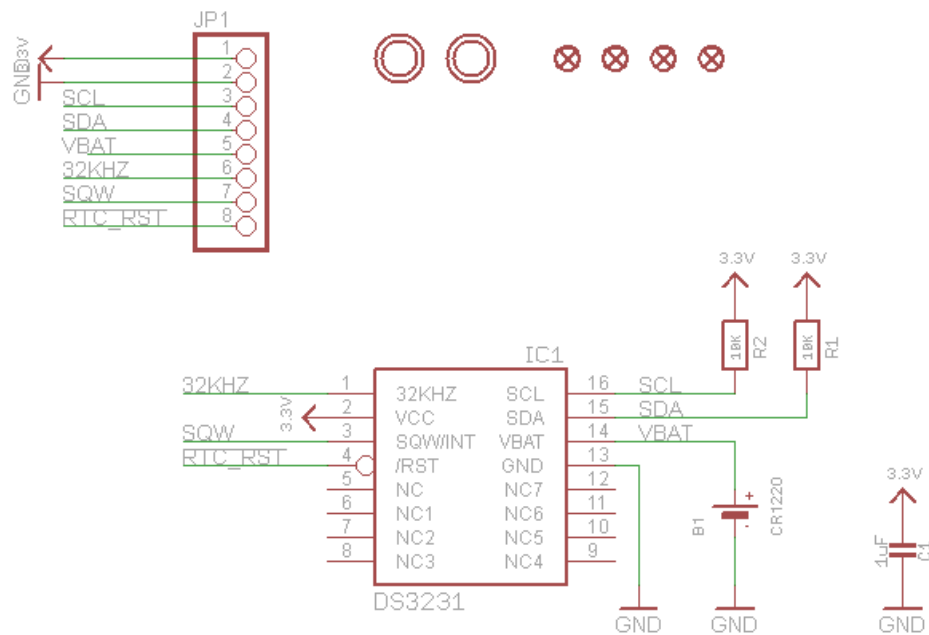 JP1
3.3V
1
GND
2
SCL
3
SDA
4
VBAT
5
32KHZ
6
SQW
7
RTC_RST
8
3.3V
3.3V
10K
R2
10K
R1
IC1
32KHZ
1
32KHZ
SCL
16
SCL
3.3V
2
VCC
SDA
15
SDA
SQW
3
SQW/INT
VBAT
14
VBAT
RTC_RST
4
/RST
GND
13
5
NC
NC7
12
6
NC1
NC6
11
7
NC2
NC5
10
8
NC3
NC4
9
DS3231
B1
+
-
CR1220
3.3V
1uF
C1
GND
GND
GND